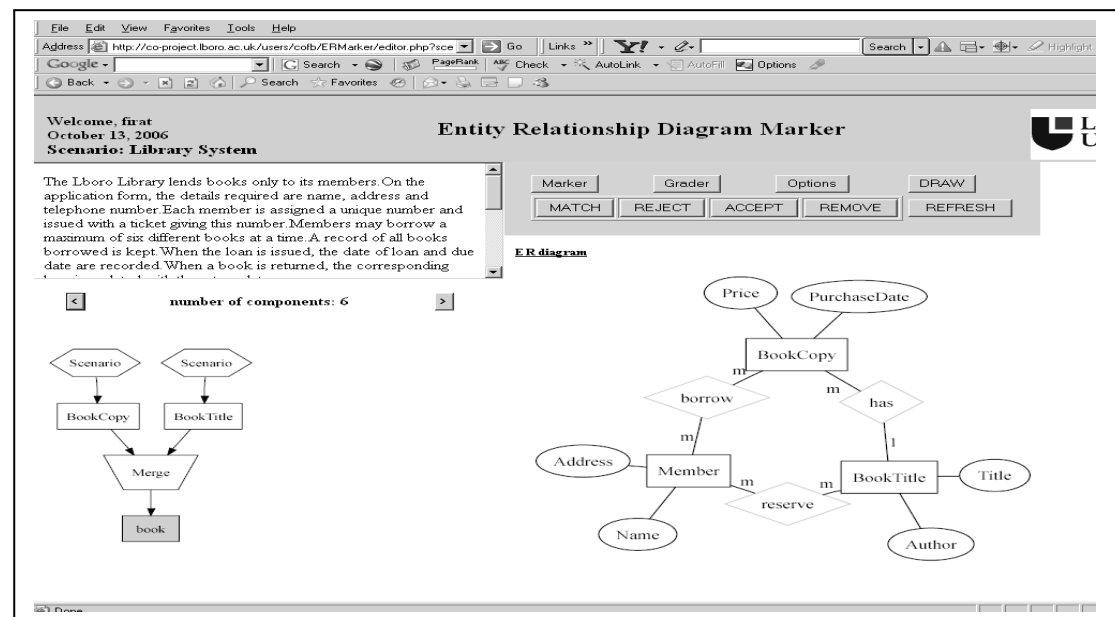 File Edit View Favorites Tools Help
Address http://co-project.lboro.ac.uk/users/cofb/ERMarker/editor.php?sce Go Links » Y! Search Highlight
Google Search PageRank ABC Check AutoLink AutoFill Options
Back Search Favorites
Welcome, firat
October 13, 2006
Scenario: Library System
Entity Relationship Diagram Marker
L
U
The Lboro Library lends books only to its members.On the
application form, the details required are name, address and
telephone number.Each member is assigned a unique number and
issued with a ticket giving this number.Members may borrow a
maximum of six different books at a time.A record of all books
borrowed is kept.When the loan is issued, the date of loan and due
date are recorded.When a book is returned, the corresponding
Marker Grader Options DRAW
MATCH REJECT ACCEPT REMOVE REFRESH
< number of components: 6 >
Scenario Scenario
BookCopy BookTitle
Merge
book
ER diagram
Price PurchaseDate
BookCopy
m m
borrow has
m 1
Address Member m m BookTitle Title
reserve
Name Author
Done